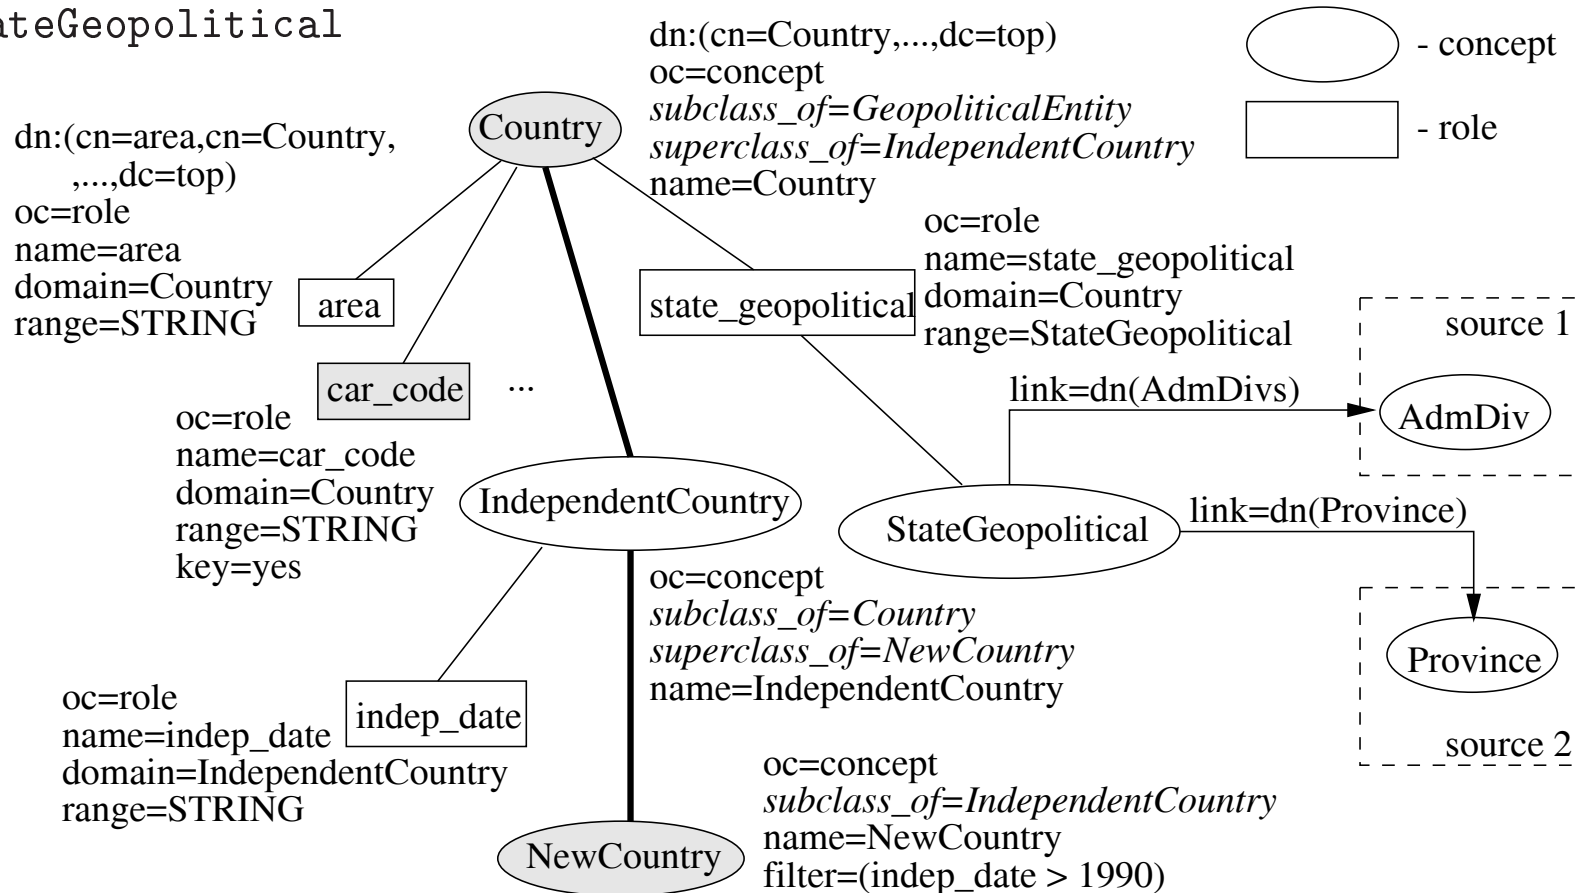 ateGeopolitical
dn:(cn=Country,...,dc=top)
oc=concept
subclass_of=GeopoliticalEntity
superclass_of=IndependentCountry
name=Country
- concept
- role
Country
dn:(cn=area,cn=Country,
,...,dc=top)
oc=role
name=area
domain=Country
range=STRING
area
state_geopolitical
oc=role
name=state_geopolitical
domain=Country
range=StateGeopolitical
source 1
car_code
...
link=dn(AdmDivs)
AdmDiv
oc=role
name=car_code
domain=Country
range=STRING
key=yes
IndependentCountry
StateGeopolitical
link=dn(Province)
oc=concept
subclass_of=Country
superclass_of=NewCountry
name=IndependentCountry
Province
source 2
oc=role
name=indep_date
domain=IndependentCountry
range=STRING
indep_date
NewCountry
oc=concept
subclass_of=IndependentCountry
name=NewCountry
filter=(indep_date > 1990)